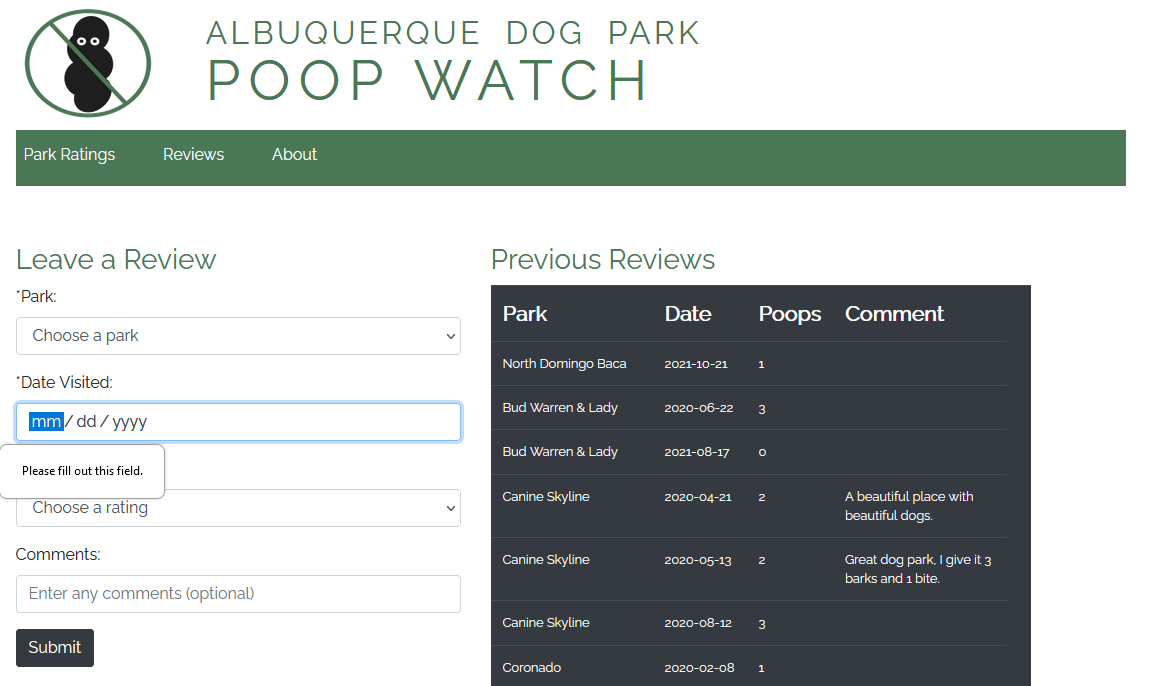 ALBUQUERQUE DOG PARK
POOP WATCH
Park Ratings Reviews About
Leave a Review
*Park:
Choose a park
*Date Visited:
mm / dd / yyyy
Please fill out this field.
Choose a rating
Comments:
Enter any comments (optional)
Submit
Previous Reviews
Park Date Poops Comment
North Domingo Baca 2021-10-21 1
Bud Warren & Lady 2020-06-22 3
Bud Warren & Lady 2021-08-17 0
Canine Skyline 2020-04-21 2 A beautiful place with
beautiful dogs.
Canine Skyline 2020-05-13 2 Great dog park, I give it 3
barks and 1 bite.
Canine Skyline 2020-08-12 3
Coronado 2020-02-08 1